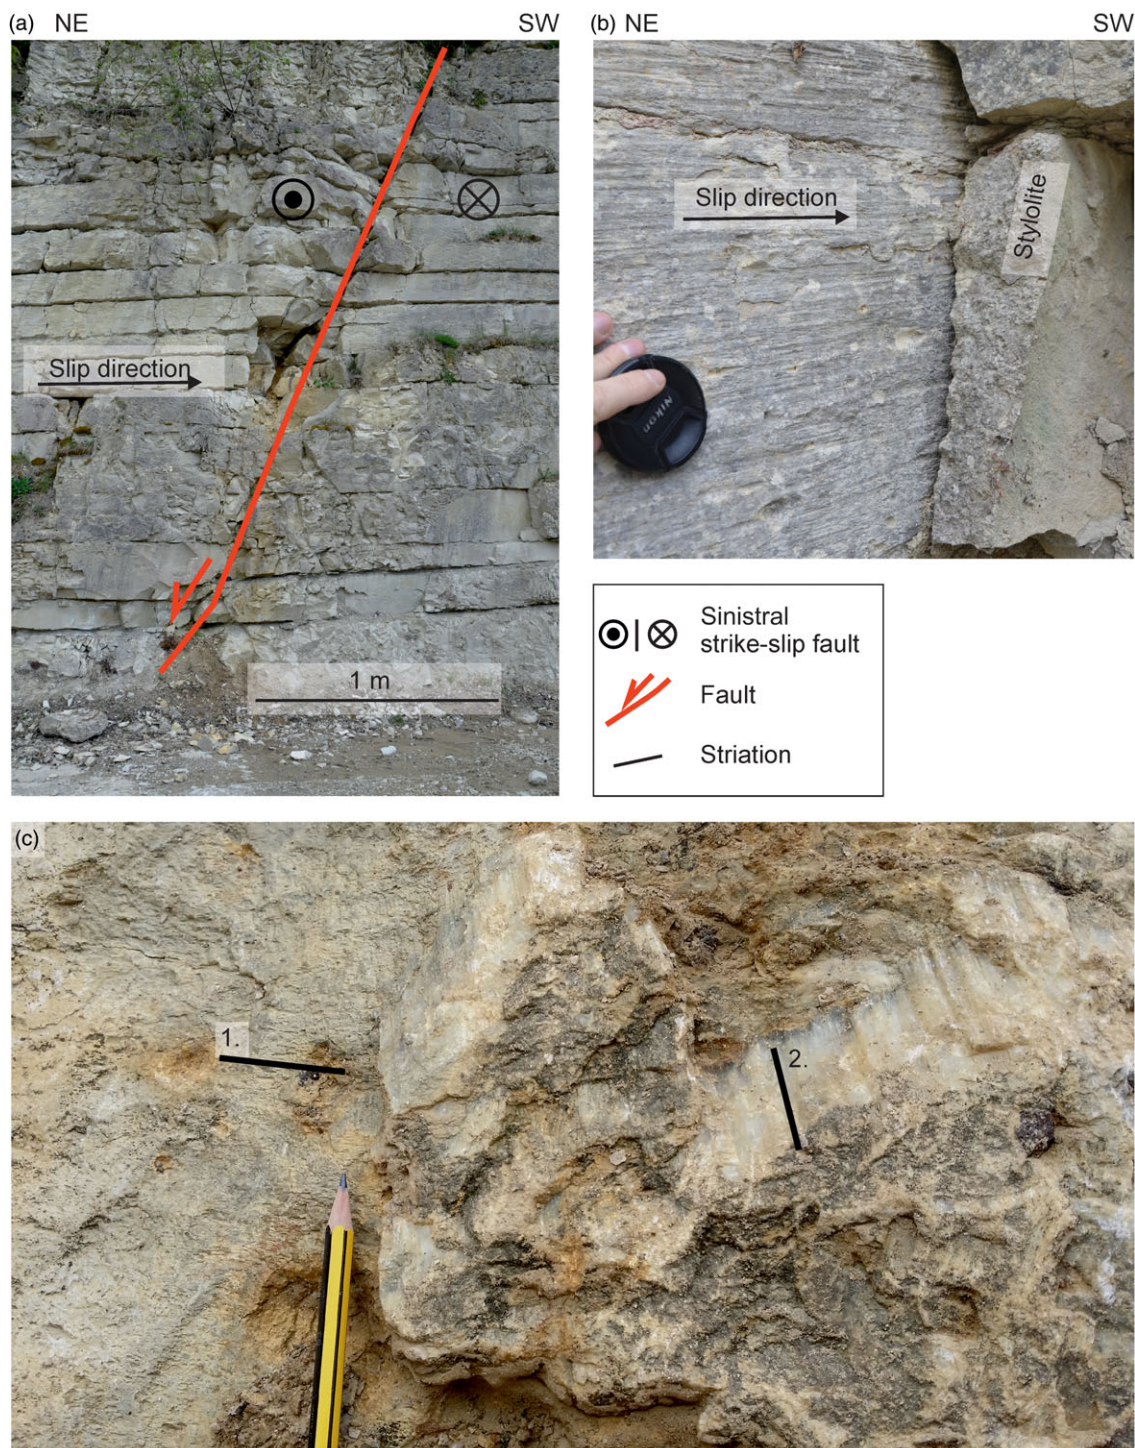 (a) NE SW
Slip direction
1 m
(b) NE SW
Slip direction
Stylolite
NIKON
Sinistral
strike-slip fault
Fault
Striation
(c)
1.
2.